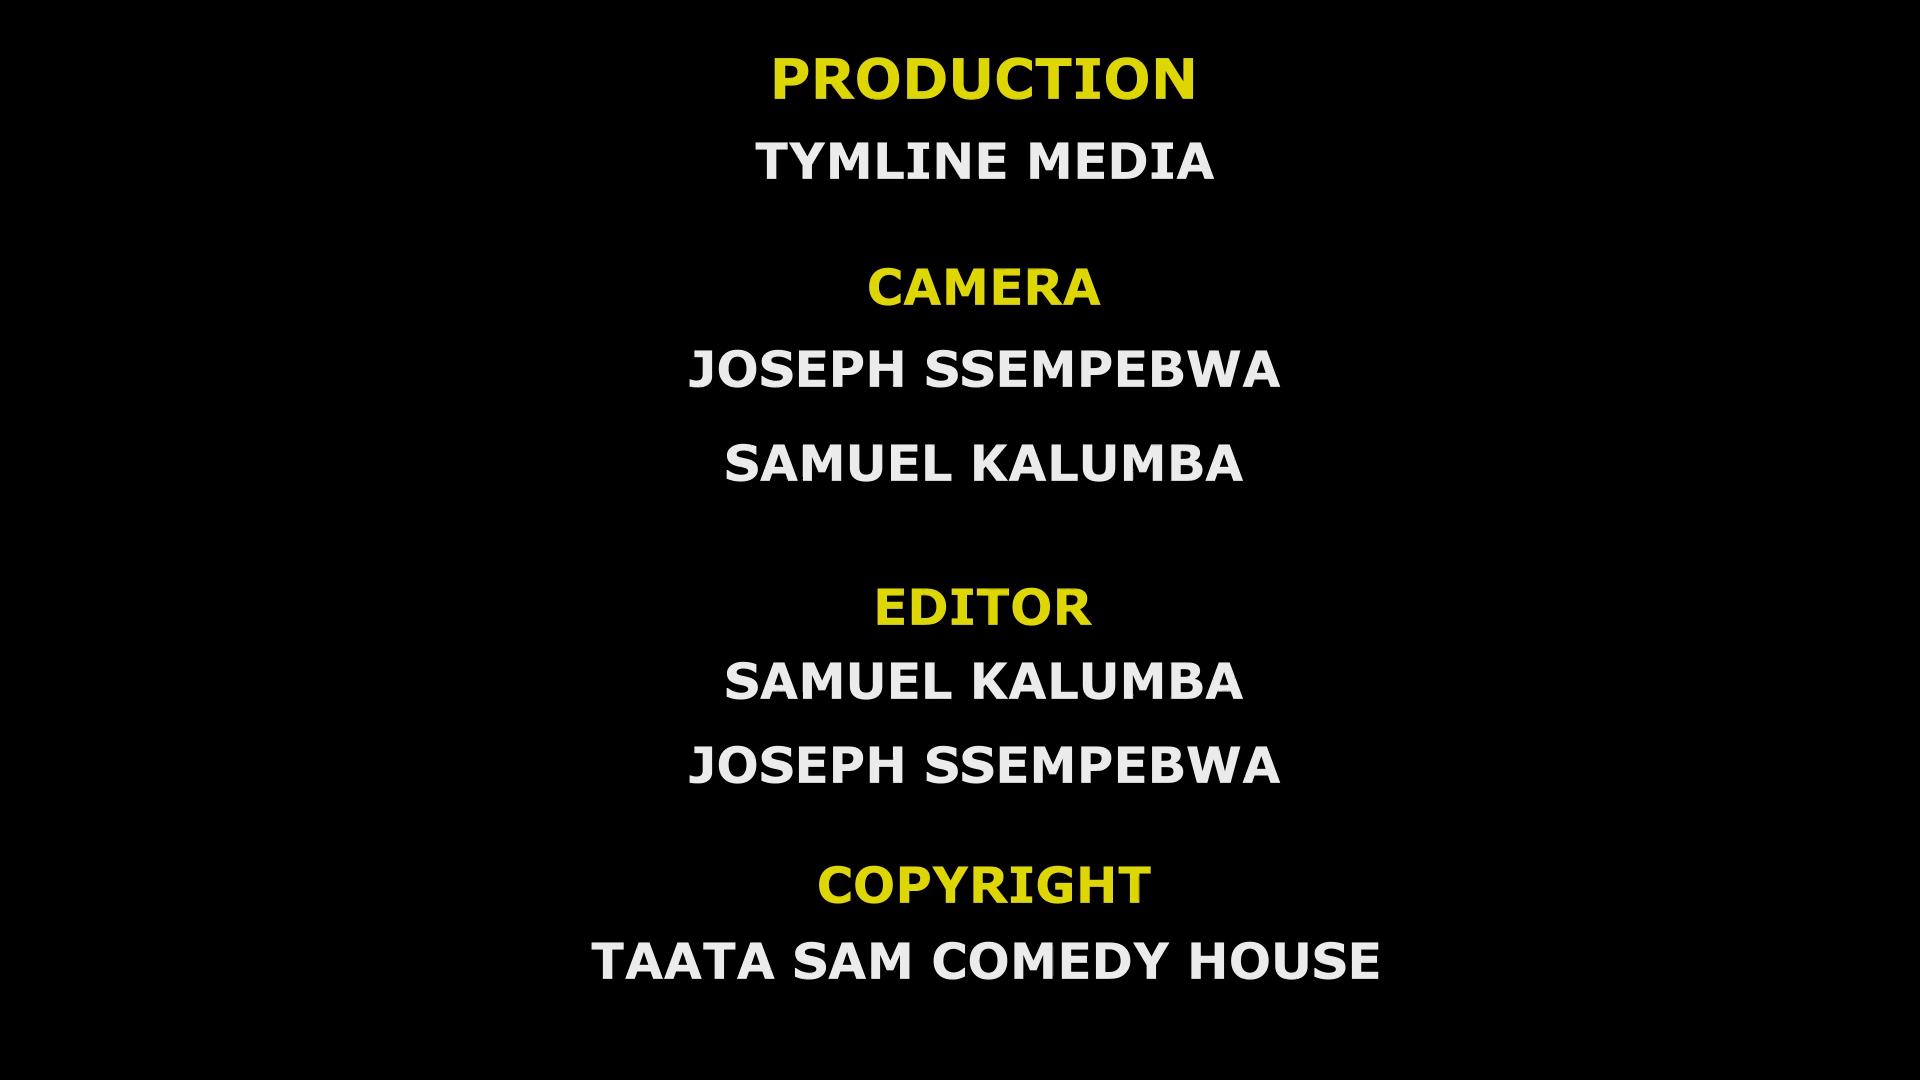 PRODUCTION
TYMLINE MEDIA
CAMERA
JOSEPH SSEMPEBWA
SAMUEL KALUMBA
EDITOR
SAMUEL KALUMBA
JOSEPH SSEMPEBWA
COPYRIGHT
TAATA SAM COMEDY HOUSE